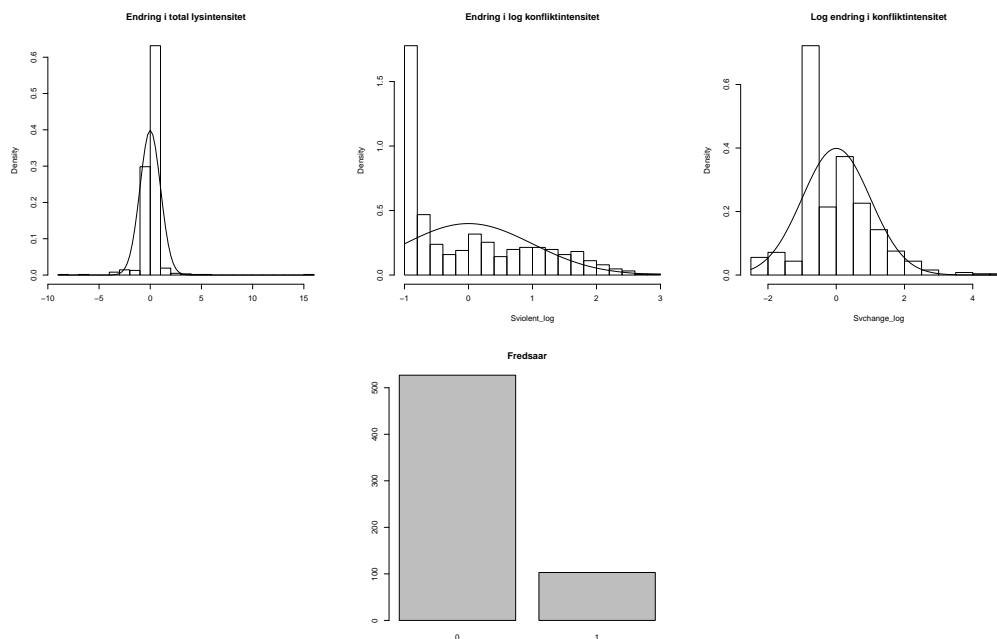 Endring i total lysintensitet
Density
0.0 0.1 0.2 0.3 0.4 0.5 0.6
−10 −5 0 5 10 15
Endring i log konfliktintensitet
Density
0.0 0.5 1.0 1.5
−1 0 1 2 3
Sviolent_log
Log endring i konfliktintensitet
Density
0.0 0.2 0.4 0.6
−2 0 2 4
Svchange_log
Fredsaar
0 100 200 300 400 500
0 1